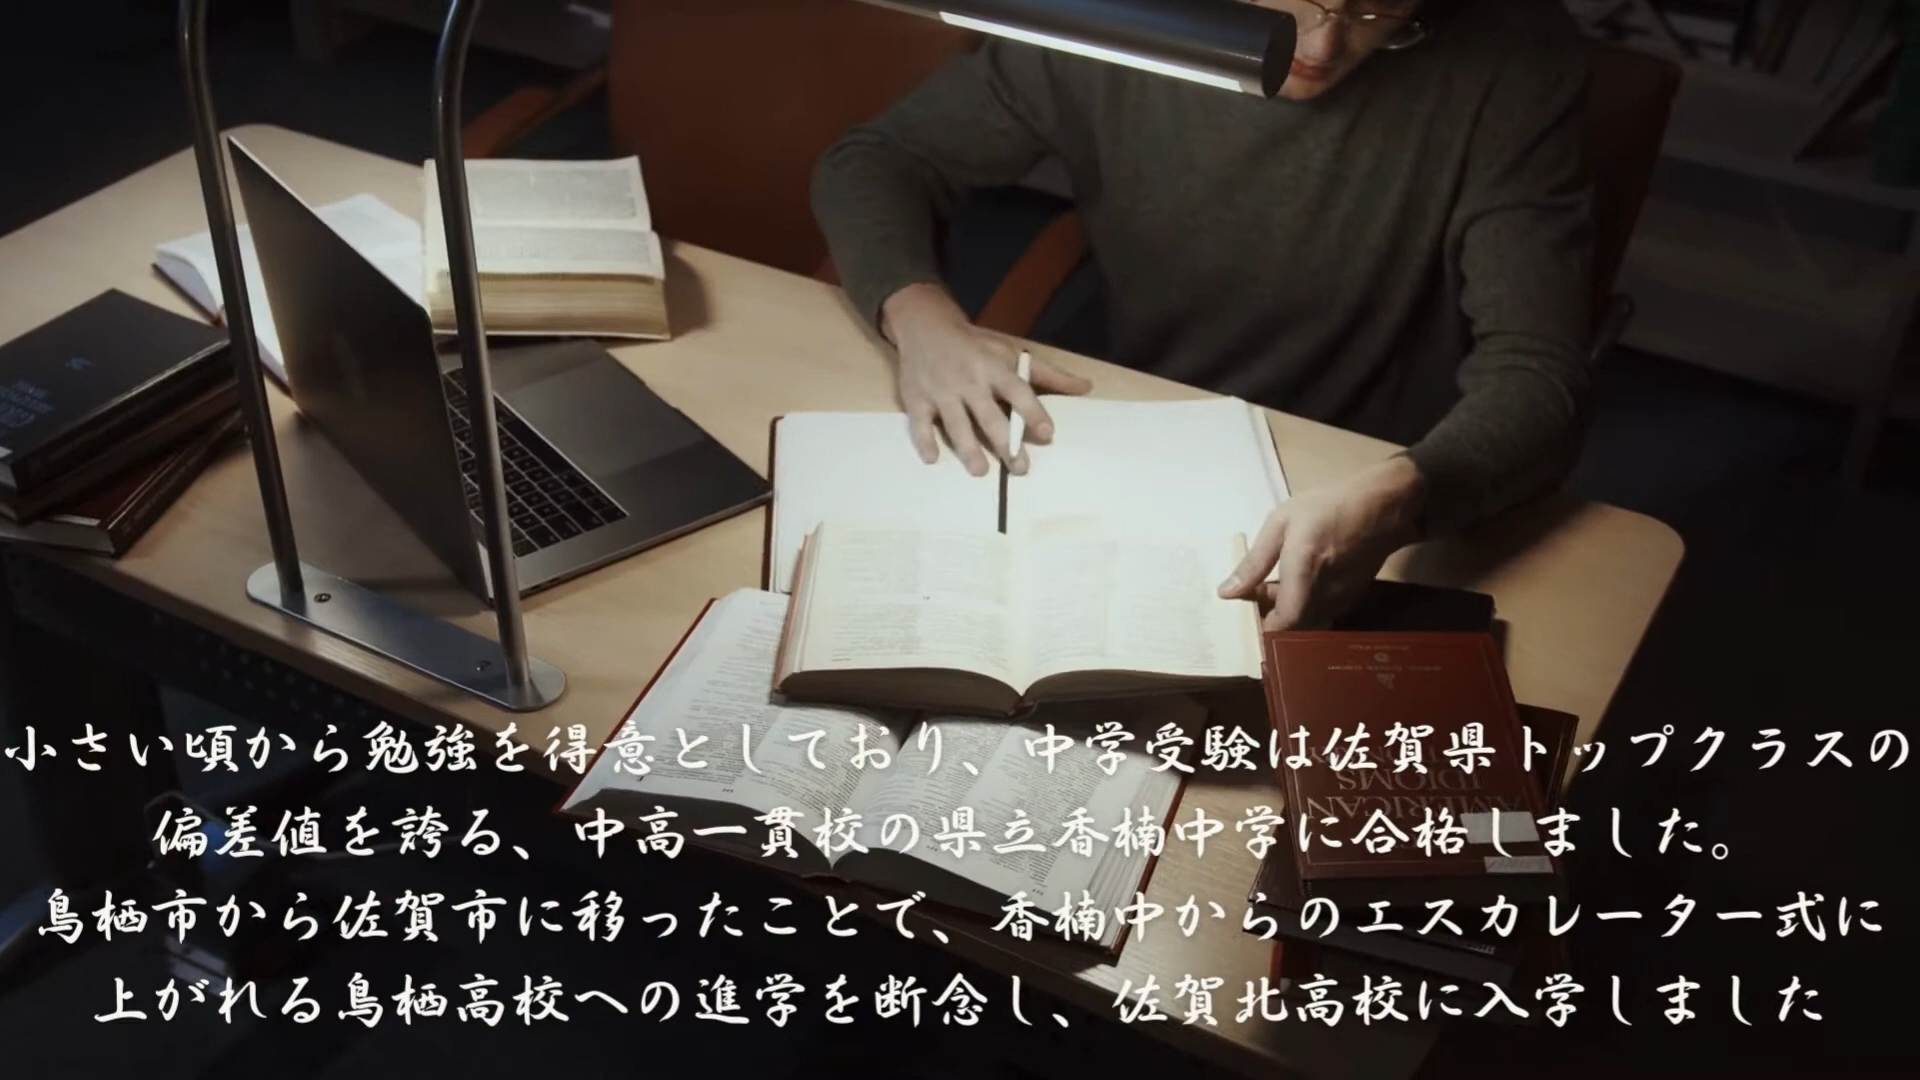 小さい頃から勉強を得意としており、中学受験は佐賀県トップクラスの
偏差値を誇る、中高一貫校の県立香楠中学に合格しました。
鳥栖市から佐賀市に移ったことで、香楠中からのエスカレーター式に
上がれる鳥栖高校への進学を断念し、佐賀北高校に入学しました
AMERICAN
IDIOMS